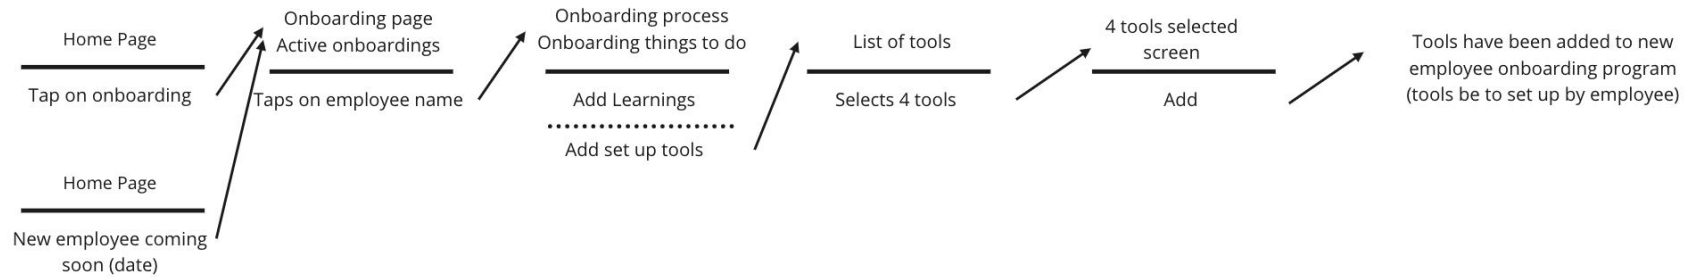 Home Page
Tap on onboarding
Home Page
New employee coming
soon (date)
Onboarding page
Active onboardings
Taps on employee name
Onboarding process
Onboarding things to do
Add Learnings
Add set up tools
List of tools
Selects 4 tools
4 tools selected
screen
Add
Tools have been added to new
employee onboarding program
(tools be to set up by employee)